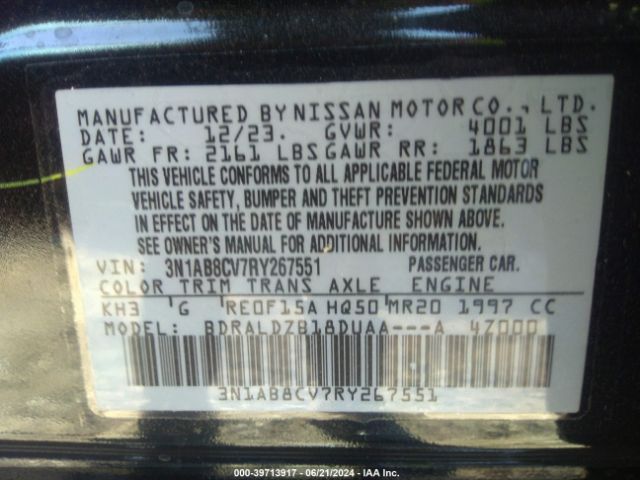 MANUFACTURED BY NISSAN MOTOR CO., LTD.
DATE: 12/23. GVWR: 4001 LBS
GAWR FR: 2161 LBS GAWR RR: 1863 LBS
THIS VEHICLE CONFORMS TO ALL APPLICABLE FEDERAL MOTOR
VEHICLE SAFETY, BUMPER AND THEFT PREVENTION STANDARDS
IN EFFECT ON THE DATE OF MANUFACTURE SHOWN ABOVE.
SEE OWNER'S MANUAL FOR ADDITIONAL INFORMATION.
VIN: 3N1AB8CV7RY267551 PASSENGER CAR.
COLOR TRIM TRANS AXLE ENGINE
KH3 G RE0F15A HQ50 MR20 1997 CC
MODEL: BDRALDZB18DUAA---A 4Z000
3N1AB8CV7RY267551
000-39713917 - 06/21/2024 - IAA Inc.